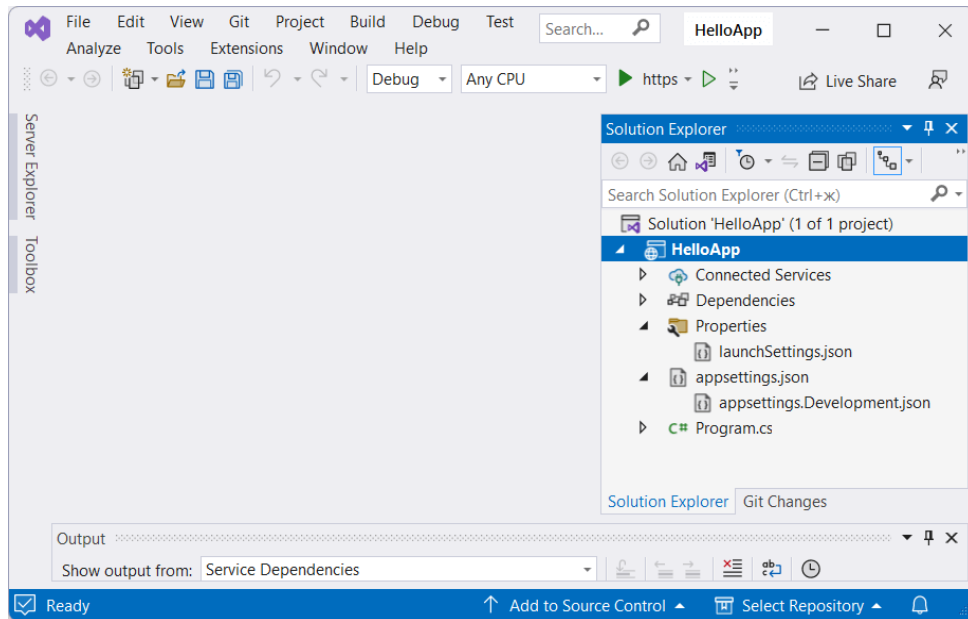 File Edit View Git Project Build Debug Test Search... HelloApp
Analyze Tools Extensions Window Help
Debug Any CPU https Live Share
Server Explorer
Toolbox
Solution Explorer
Search Solution Explorer (Ctrl+ж)
Solution 'HelloApp' (1 of 1 project)
HelloApp
Connected Services
Dependencies
Properties
launchSettings.json
appsettings.json
appsettings.Development.json
C# Program.cs
Solution Explorer Git Changes
Output
Show output from: Service Dependencies
Ready Add to Source Control Select Repository